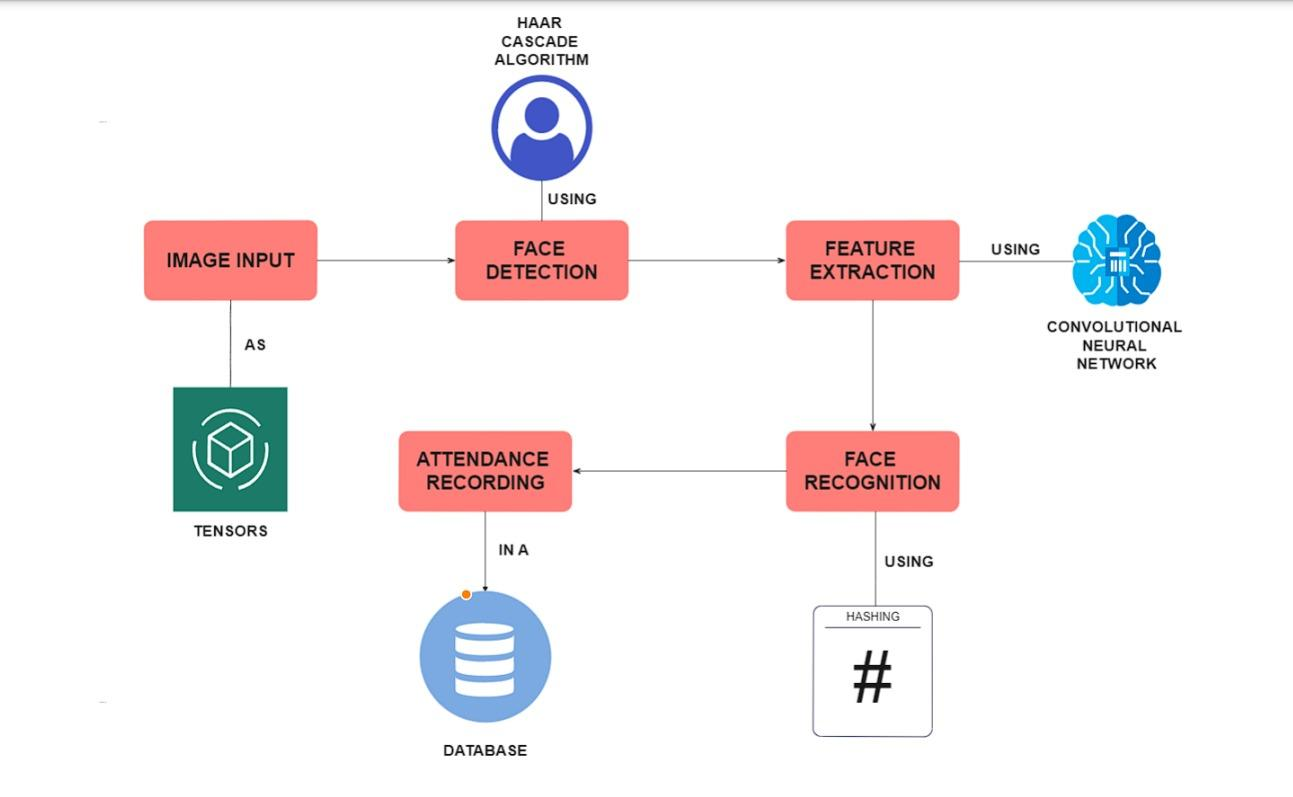 HAAR
CASCADE
ALGORITHM
USING
IMAGE INPUT
FACE
DETECTION
FEATURE
EXTRACTION
USING
CONVOLUTIONAL
NEURAL
NETWORK
AS
TENSORS
ATTENDANCE
RECORDING
FACE
RECOGNITION
IN A
USING
HASHING
#
DATABASE